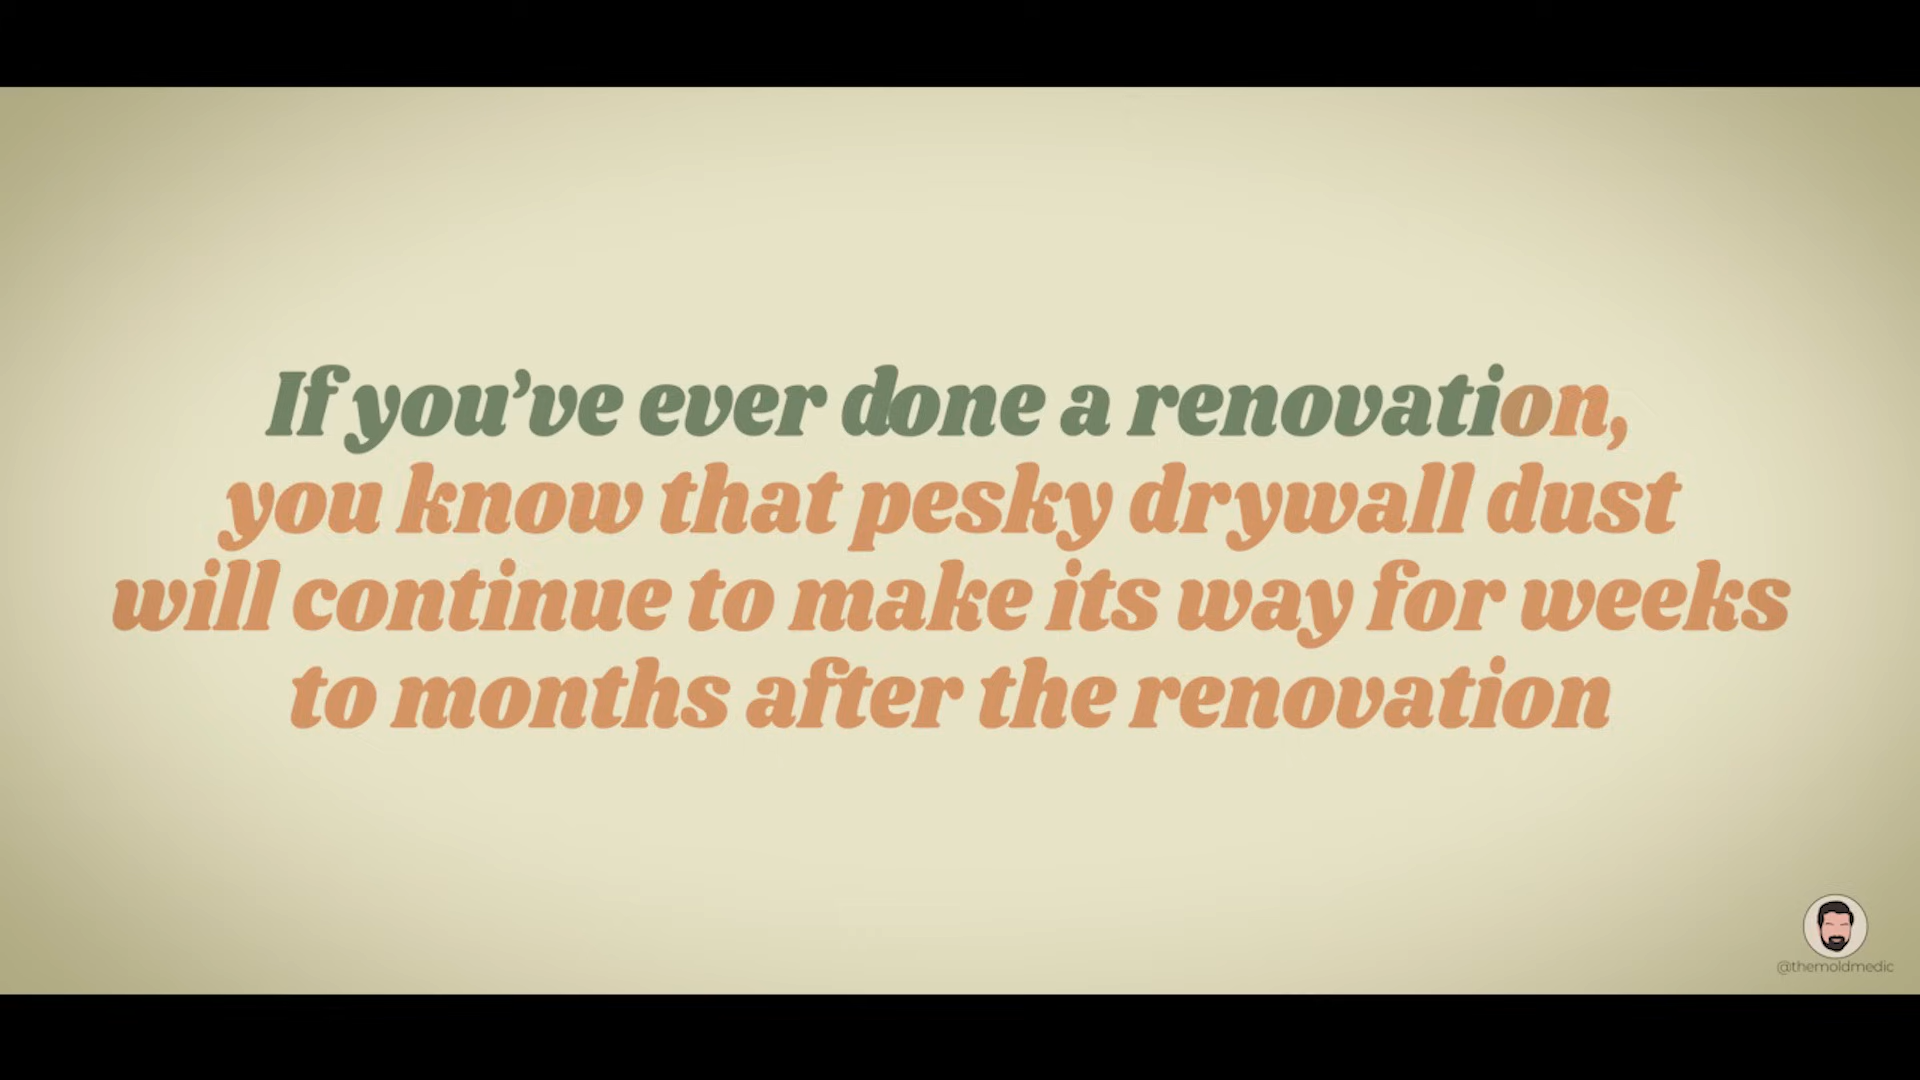 If you’ve ever done a renovation,
you know that pesky drywall dust
will continue to make its way for weeks
to months after the renovation
@themoldmedic